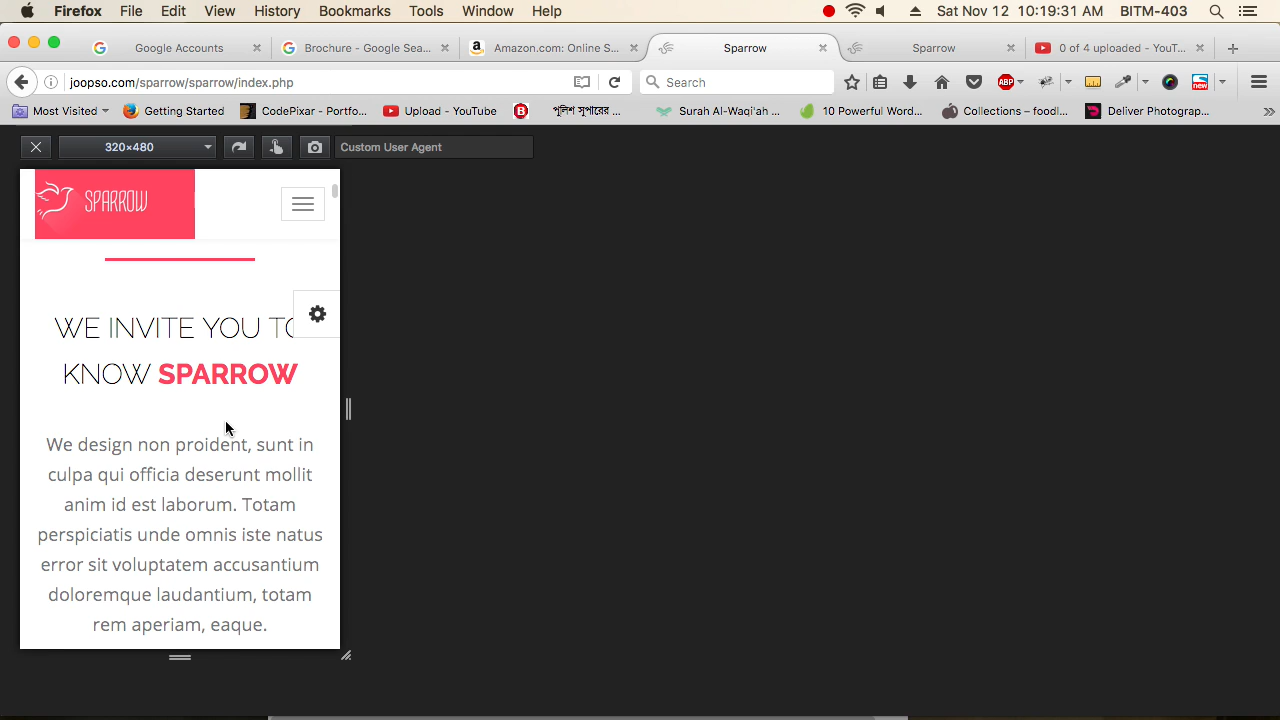 Firefox File Edit View History Bookmarks Tools Window Help Sat Nov 12 10:19:31 AM BITM-403
Google Accounts Brochure - Google Sea... Amazon.com: Online S... Sparrow Sparrow 0 of 4 uploaded - YouT...
joopso.com/sparrow/sparrow/index.php Search ABP new
Most Visited Getting Started CodePixar - Portfo... Upload - YouTube B পুলিশ সুপারের ... Surah Al-Waqi'ah ... 10 Powerful Word... Collections – foodl... Deliver Photograp...
320×480 Custom User Agent
SPARROW
WE INVITE YOU TO
KNOW SPARROW
We design non proident, sunt in
culpa qui officia deserunt mollit
anim id est laborum. Totam
perspiciatis unde omnis iste natus
error sit voluptatem accusantium
doloremque laudantium, totam
rem aperiam, eaque.